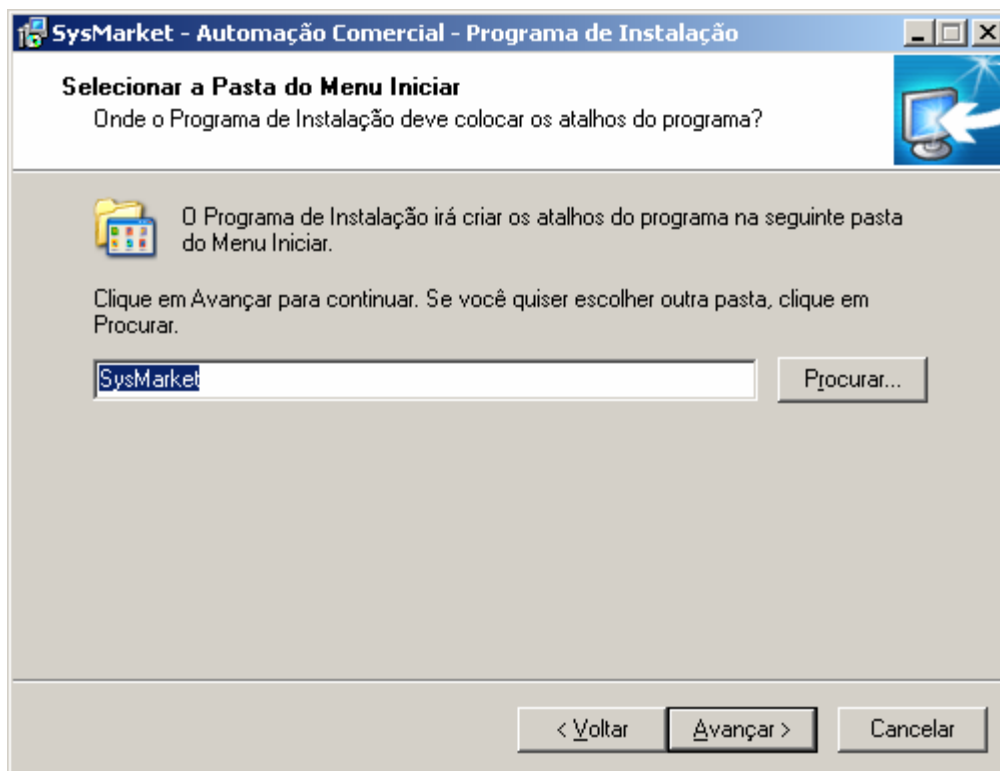 SysMarket - Automação Comercial - Programa de Instalação
Selecionar a Pasta do Menu Iniciar
Onde o Programa de Instalação deve colocar os atalhos do programa?
O Programa de Instalação irá criar os atalhos do programa na seguinte pasta
do Menu Iniciar.
Clique em Avançar para continuar. Se você quiser escolher outra pasta, clique em
Procurar.
SysMarket
Procurar...
< Voltar
Avançar >
Cancelar